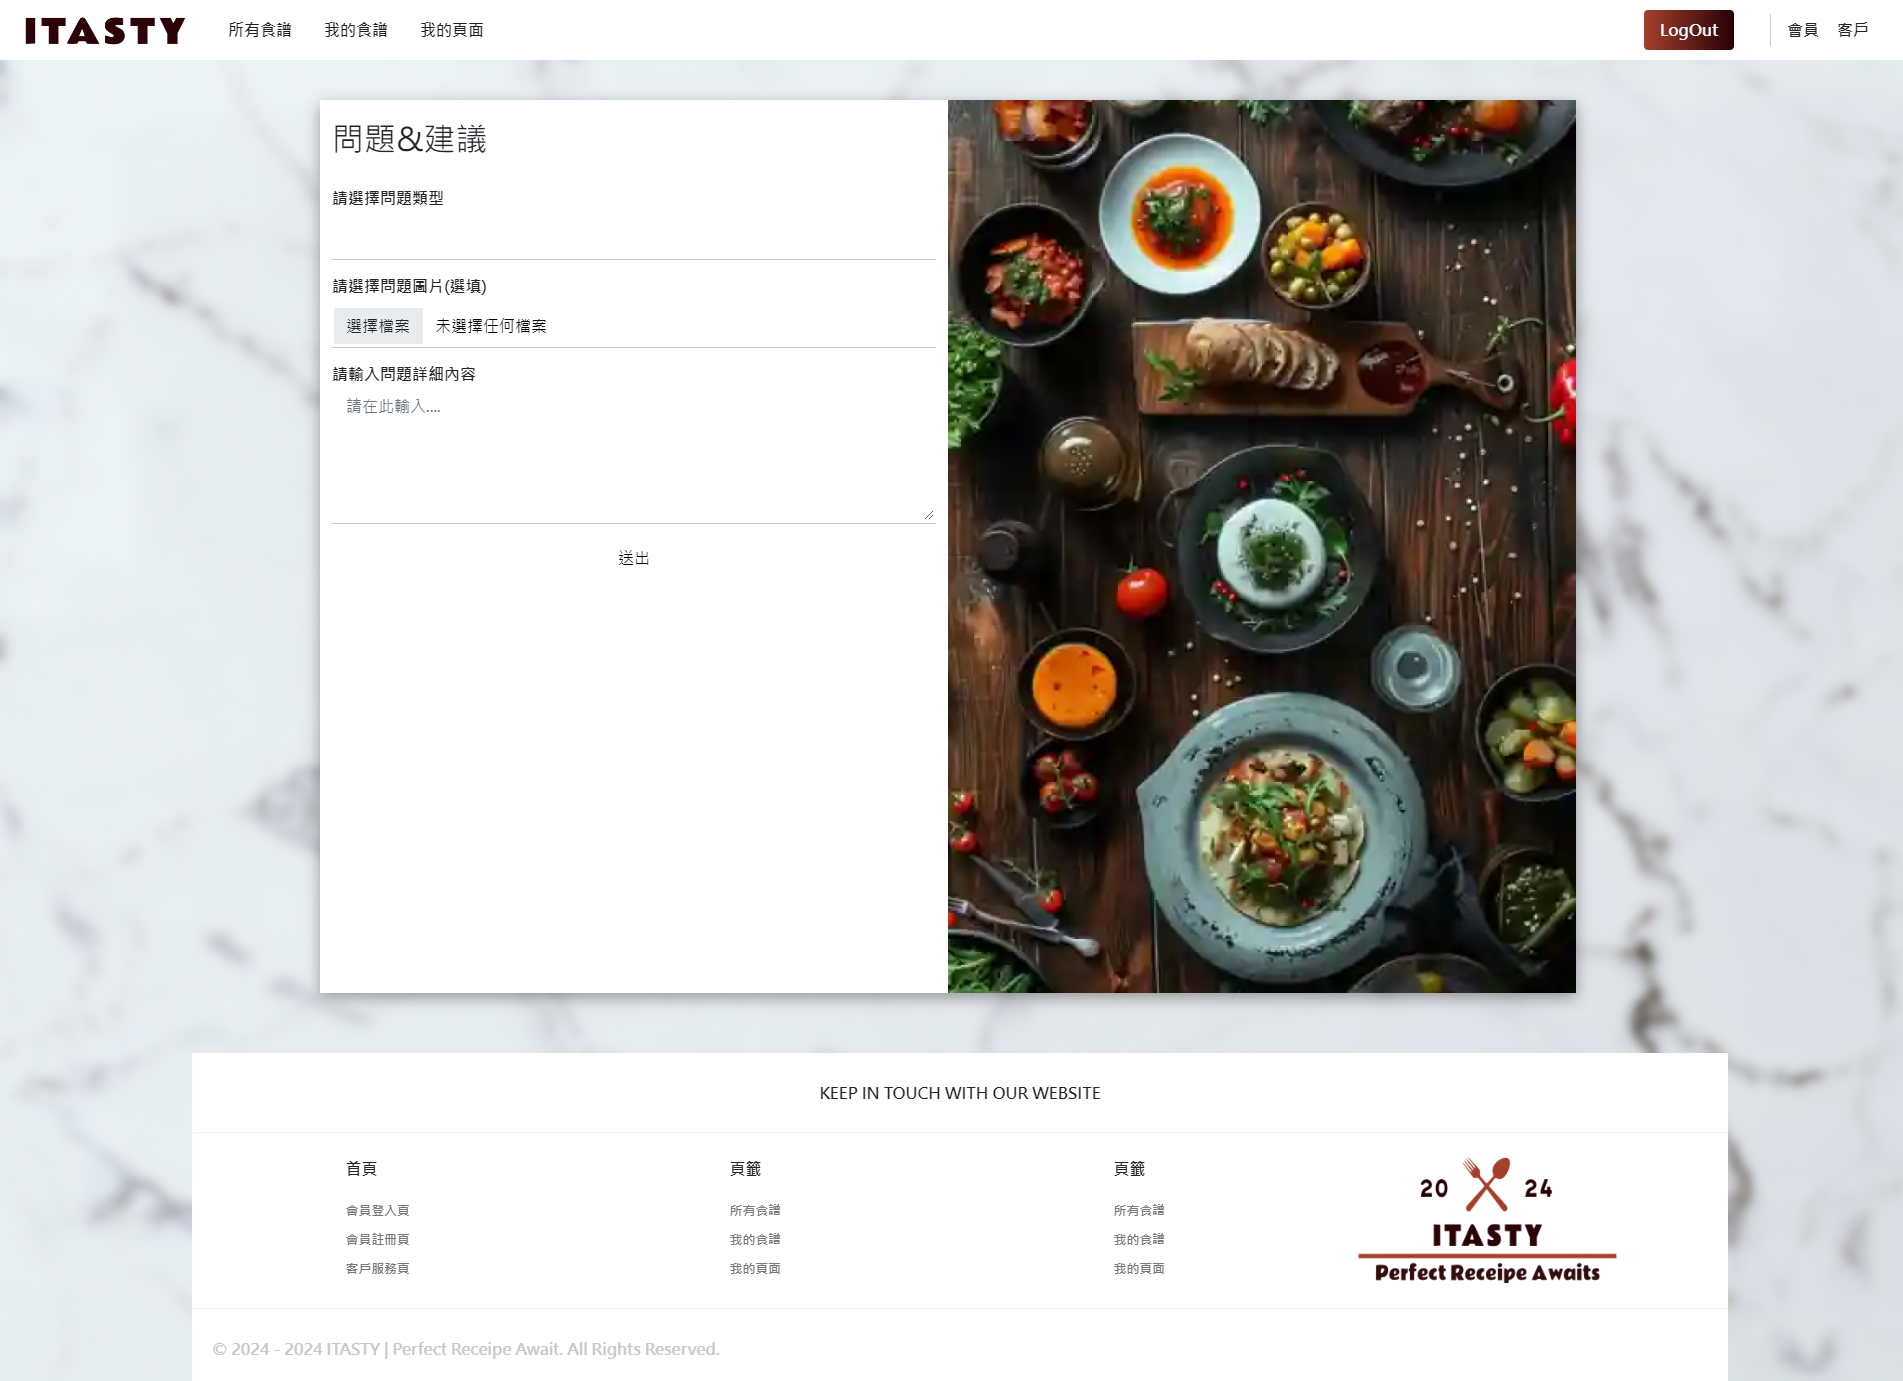 ITASTY
所有食譜
我的食譜
我的頁面
LogOut
會員
客戶
問題&建議
請選擇問題類型
請選擇問題圖片(選填)
選擇檔案 未選擇任何檔案
請輸入問題詳細內容
請在此輸入....
送出
KEEP IN TOUCH WITH OUR WEBSITE
首頁
會員登入頁
會員註冊頁
客戶服務頁
頁籤
所有食譜
我的食譜
我的頁面
頁籤
所有食譜
我的食譜
我的頁面
20 24
ITASTY
Perfect Receipe Awaits
© 2024 - 2024 ITASTY | Perfect Receipe Await. All Rights Reserved.